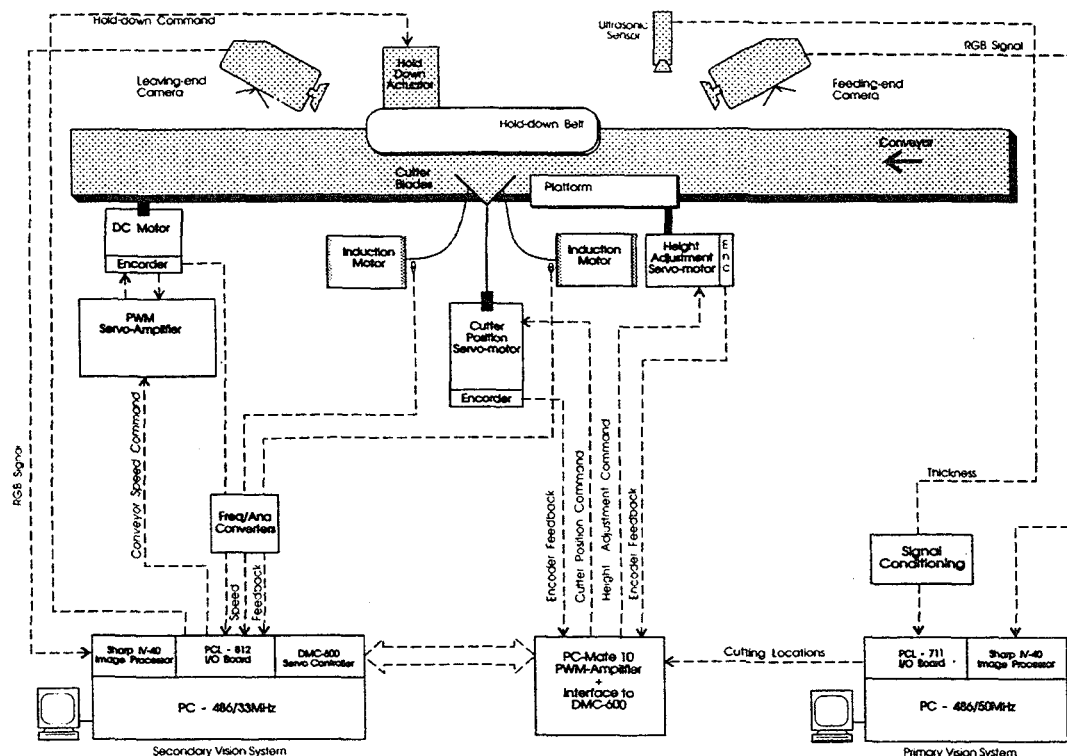 Hold-down Command
Ultrasonic
Sensor
RGB Signal
Leaving-end
Camera
Hold
Down
Actuator
Feeding-end
Camera
Hold-down Belt
Conveyor
Cutter
Blades
Platform
DC Motor
Encorder
Induction
Motor
Induction
Motor
Height
Adjustment
Servo-motor
Enc
PWM
Servo-Amplifier
Cutter
Position
Servo-motor
Encorder
RGB Signal
Conveyor Speed Command
Freq/Ana
Converters
Speed
Feedback
Encoder Feedback
Cutter Position Command
Height Adjustment Command
Encoder Feedback
Thickness
Signal
Conditioning
Sharp IV-40
Image Processor
PCL - 812
I/O Board
DMC-600
Servo Controller
PC - 486/33MHz
Secondary Vision System
PC-Mate 10
PWM-Amplifier
+
Interface to
DMC-600
Cutting Locations
PCL - 711
I/O Board
Sharp IV-40
Image Processor
PC - 486/50MHz
Primary Vision System